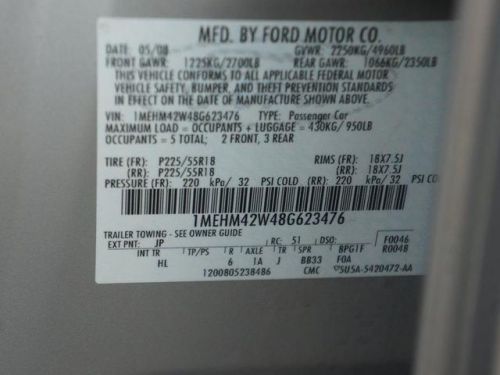 MFD. BY FORD MOTOR CO.
DATE 05/08 GVWR: 2250KG/4960LB
FRONT GAWR: 1225KG/2700LB REAR GAWR: 1066KG/2350LB
THIS VEHICLE CONFORMS TO ALL APPLICABLE FEDERAL MOTOR
VEHICLE SAFETY, BUMPER, AND THEFT PREVENTION STANDARDS
IN EFFECT ON THE DATE OF MANUFACTURE SHOWN ABOVE.
VIN: 1MEHM42W48G623476 TYPE: Passenger Car
MAXIMUM LOAD = OCCUPANTS + LUGGAGE = 430KG/950LB
OCCUPANTS = 5 TOTAL; 2 FRONT, 3 REAR
TIRE (FR): P225/55R18 RIMS (FR): 18X7.5J
(RR): P225/55R18 (RR): 18X7.5J
PRESSURE (FR): 220 kPa/ 32 PSI COLD (RR): 220 kPa/ 32 PSI COLD
1MEHM42W48G623476
TRAILER TOWING - SEE OWNER GUIDE
EXT PNT: JP RC: 51 DSO: F0046
R0048
INT TR TP/PS R AXLE TR SPR BPG1F
HL 6 1A J BB33 F0A
1200805238486 CMC 5U5A-5420472-AA